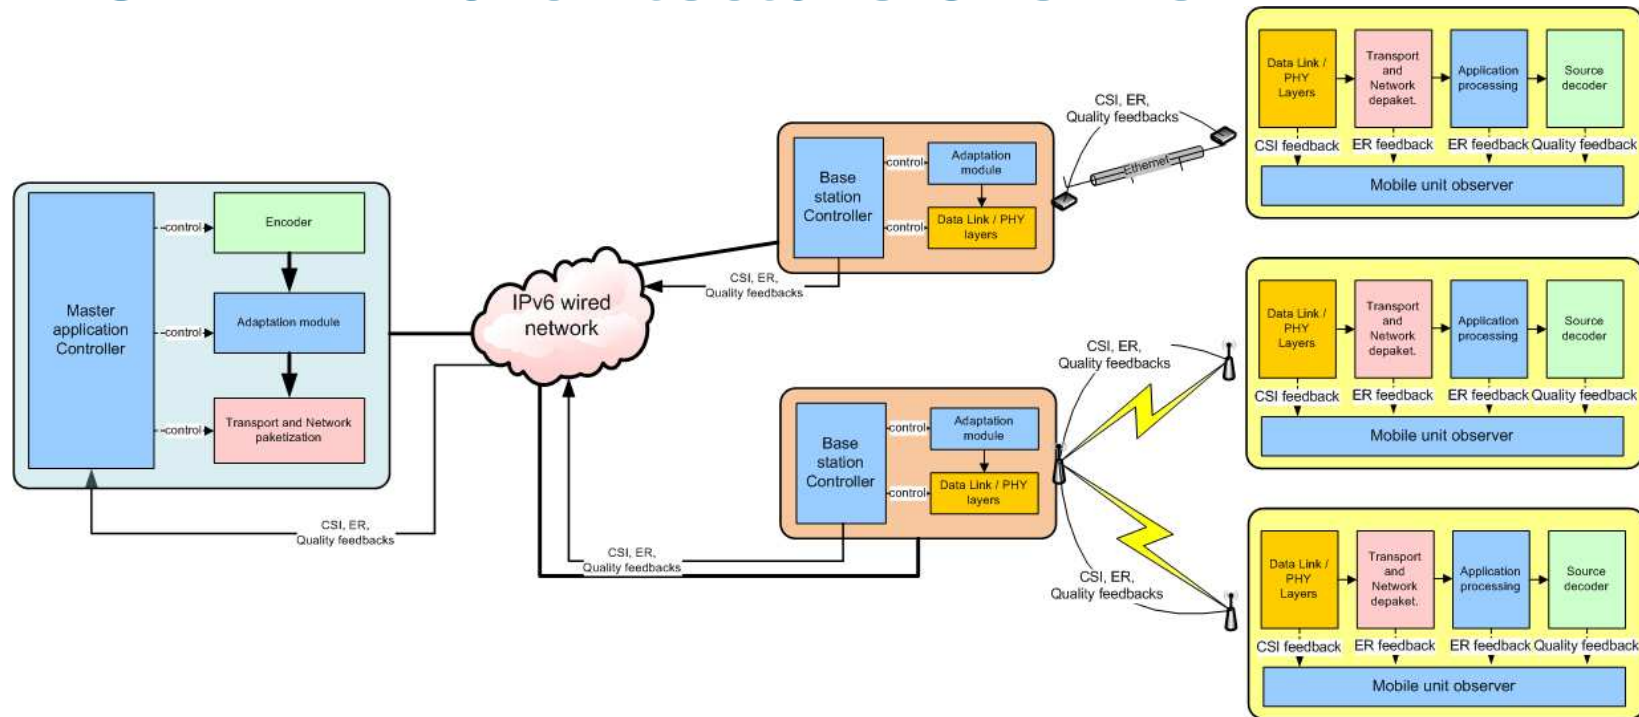 Master
application
Controller
control
Encoder
control
Adaptation module
control
Transport and Network
paketization
CSI, ER,
Quality feedbacks
IPv6 wired
network
CSI, ER,
Quality feedbacks
CSI, ER,
Quality feedbacks
Base
station
Controller
control
Adaptation
module
control
Data Link / PHY
layers
CSI, ER,
Quality feedbacks
Ethernet
Base
station
Controller
control
Adaptation
module
control
Data Link / PHY
layers
CSI, ER,
Quality feedbacks
CSI, ER,
Quality feedbacks
Data Link /
PHY
Layers
Transport
and
Network
depaket.
Application
processing
Source
decoder
CSI feedback
ER feedback
ER feedback
Quality feedback
Mobile unit observer
Data Link /
PHY
Layers
Transport
and
Network
depaket.
Application
processing
Source
decoder
CSI feedback
ER feedback
ER feedback
Quality feedback
Mobile unit observer
Data Link /
PHY
Layers
Transport
and
Network
depaket.
Application
processing
Source
decoder
CSI feedback
ER feedback
ER feedback
Quality feedback
Mobile unit observer